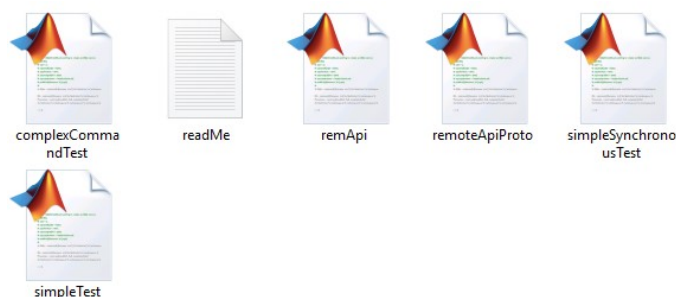 complexComma
ndTest
readMe
remApi
remoteApiProto
simpleSynchrono
usTest
simpleTest